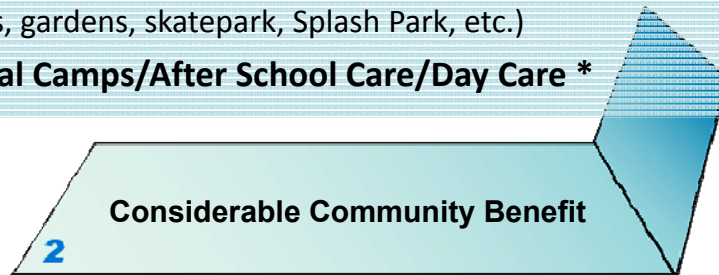 s, gardens, skatepark, Splash Park, etc.)
al Camps/After School Care/Day Care *
Considerable Community Benefit
2